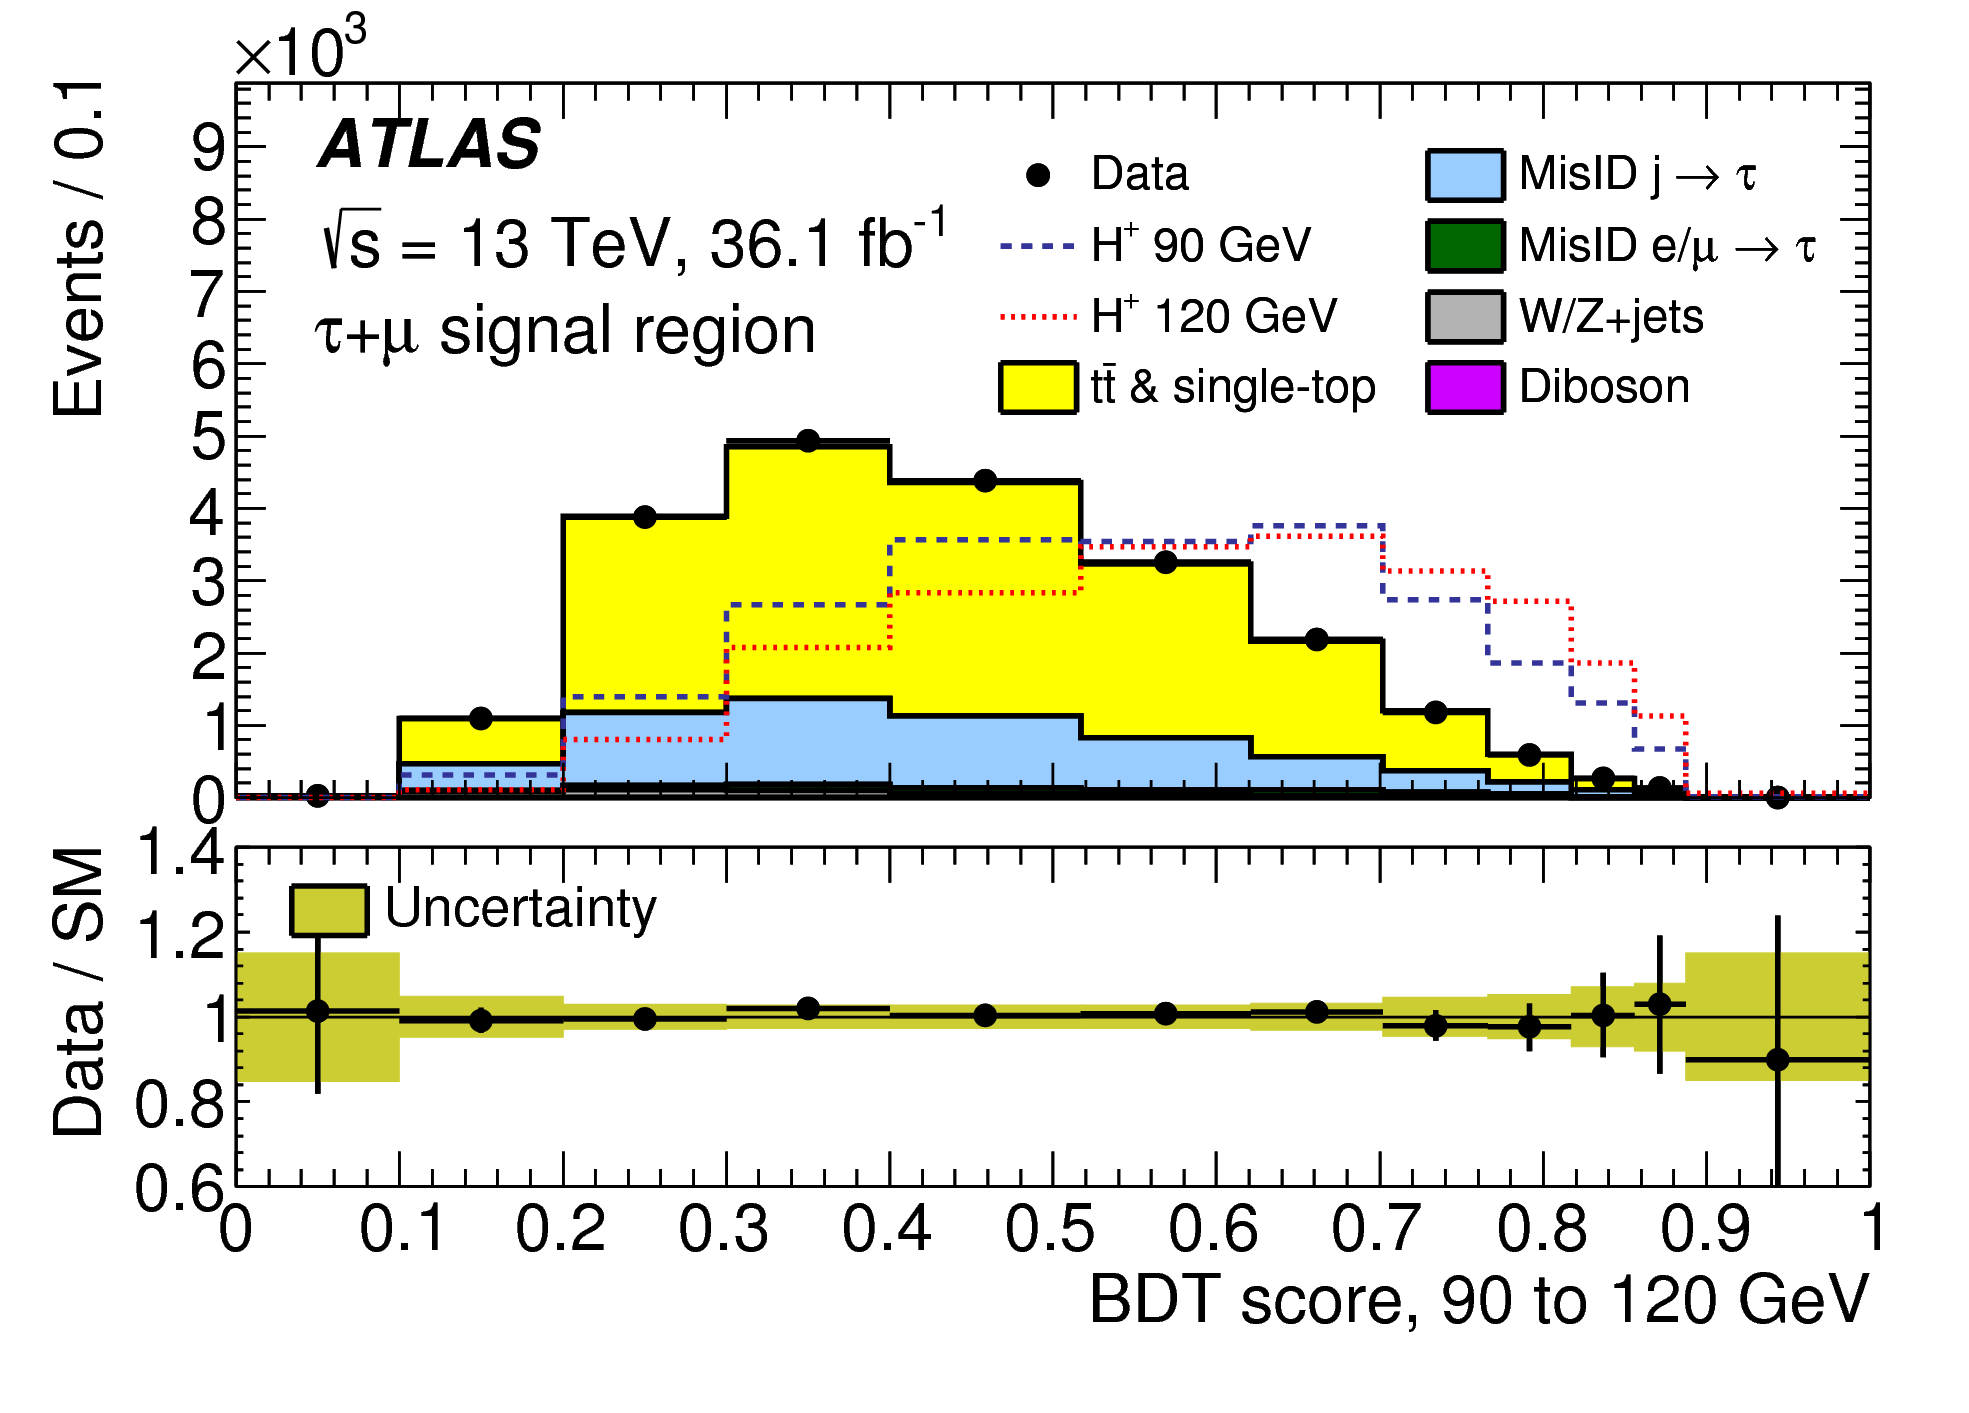 ×10³
Events / 0.1
9
8
7
6
5
4
3
2
1
0
ATLAS
√s = 13 TeV, 36.1 fb⁻¹
τ+μ signal region
Data
H⁺ 90 GeV
H⁺ 120 GeV
tt̄ & single-top
MisID j → τ
MisID e/μ → τ
W/Z+jets
Diboson
Data / SM
1.4
1.2
1
0.8
0.6
Uncertainty
0 0.1 0.2 0.3 0.4 0.5 0.6 0.7 0.8 0.9 1
BDT score, 90 to 120 GeV